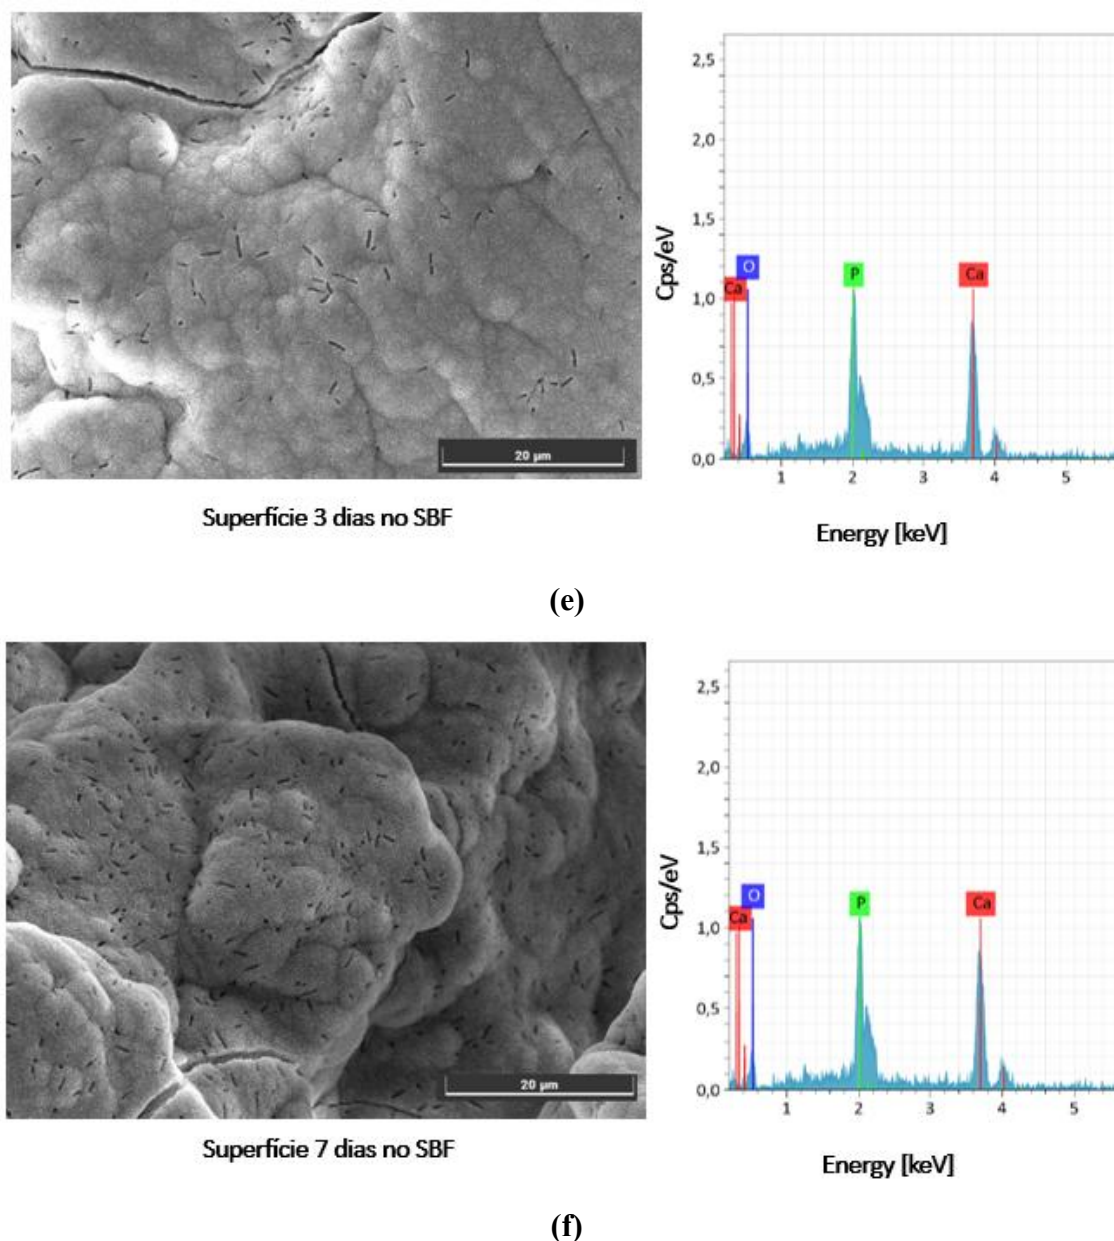 2,5
2,0
1,5
1,0
0,5
0,0
Cps/eV
Ca
O
P
Ca
1
2
3
4
5
20 µm
Superfície 3 dias no SBF
Energy [keV]
(e)
2,5
2,0
1,5
1,0
0,5
0,0
Cps/eV
Ca
O
P
Ca
1
2
3
4
5
20 µm
Superfície 7 dias no SBF
Energy [keV]
(f)